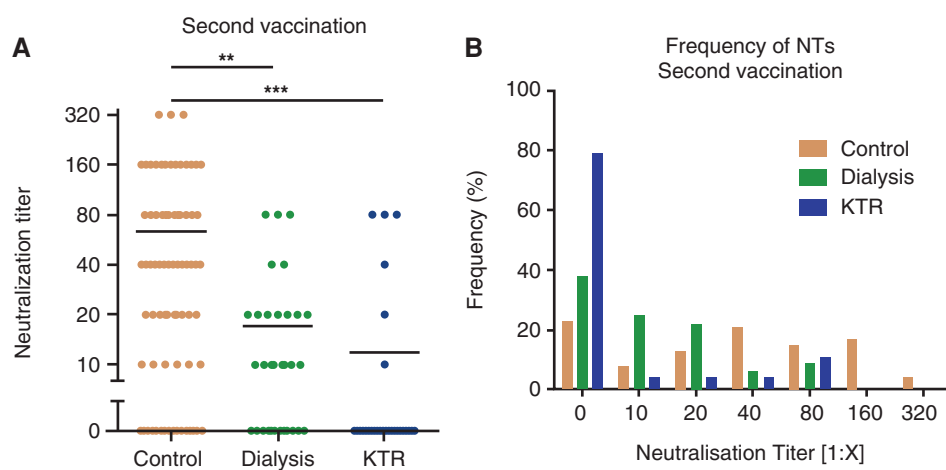 A
Second vaccination
**
***
Neutralization titer
320
160
80
40
20
10
0
Control
Dialysis
KTR
B
Frequency of NTs
Second vaccination
Frequency (%)
100
80
60
40
20
0
Control
Dialysis
KTR
0
10
20
40
80
160
320
Neutralisation Titer [1:X]